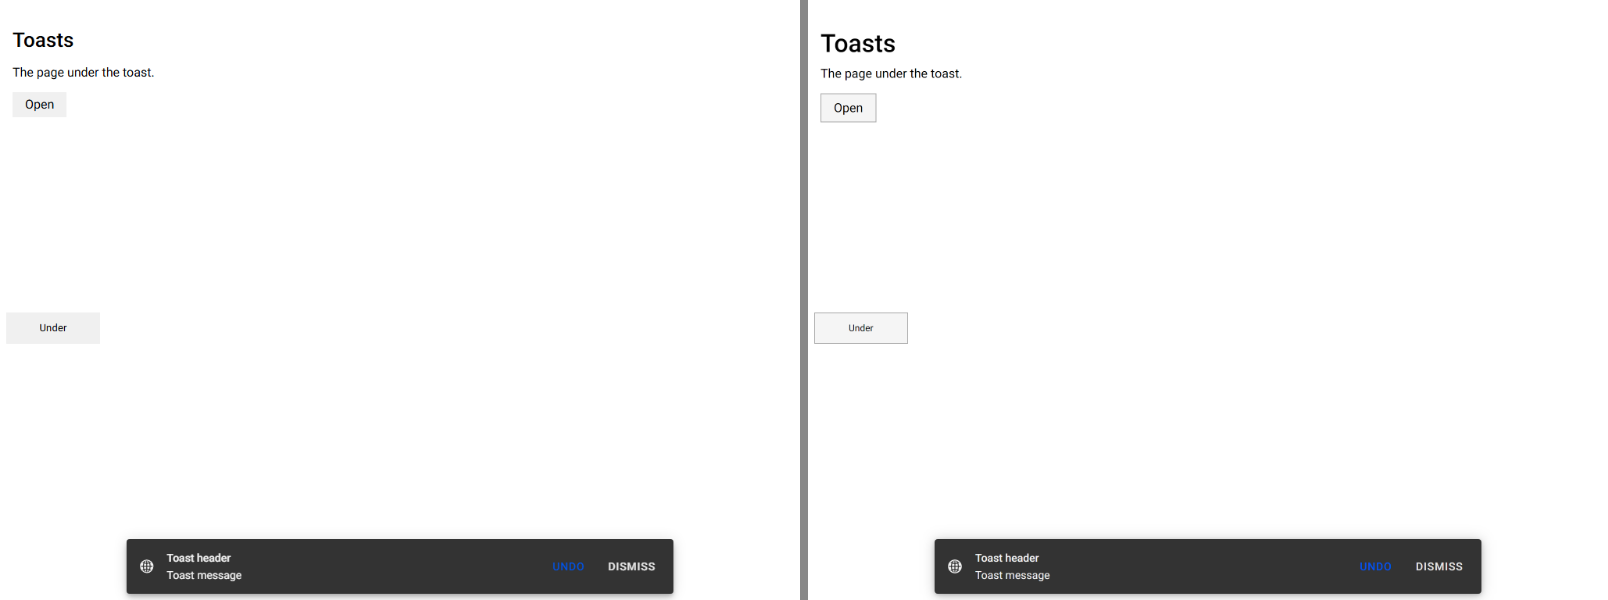 Toasts
The page under the toast.
Open
Under
Toast header
Toast message
UNDO
DISMISS
Toasts
The page under the toast.
Open
Under
Toast header
Toast message
UNDO
DISMISS